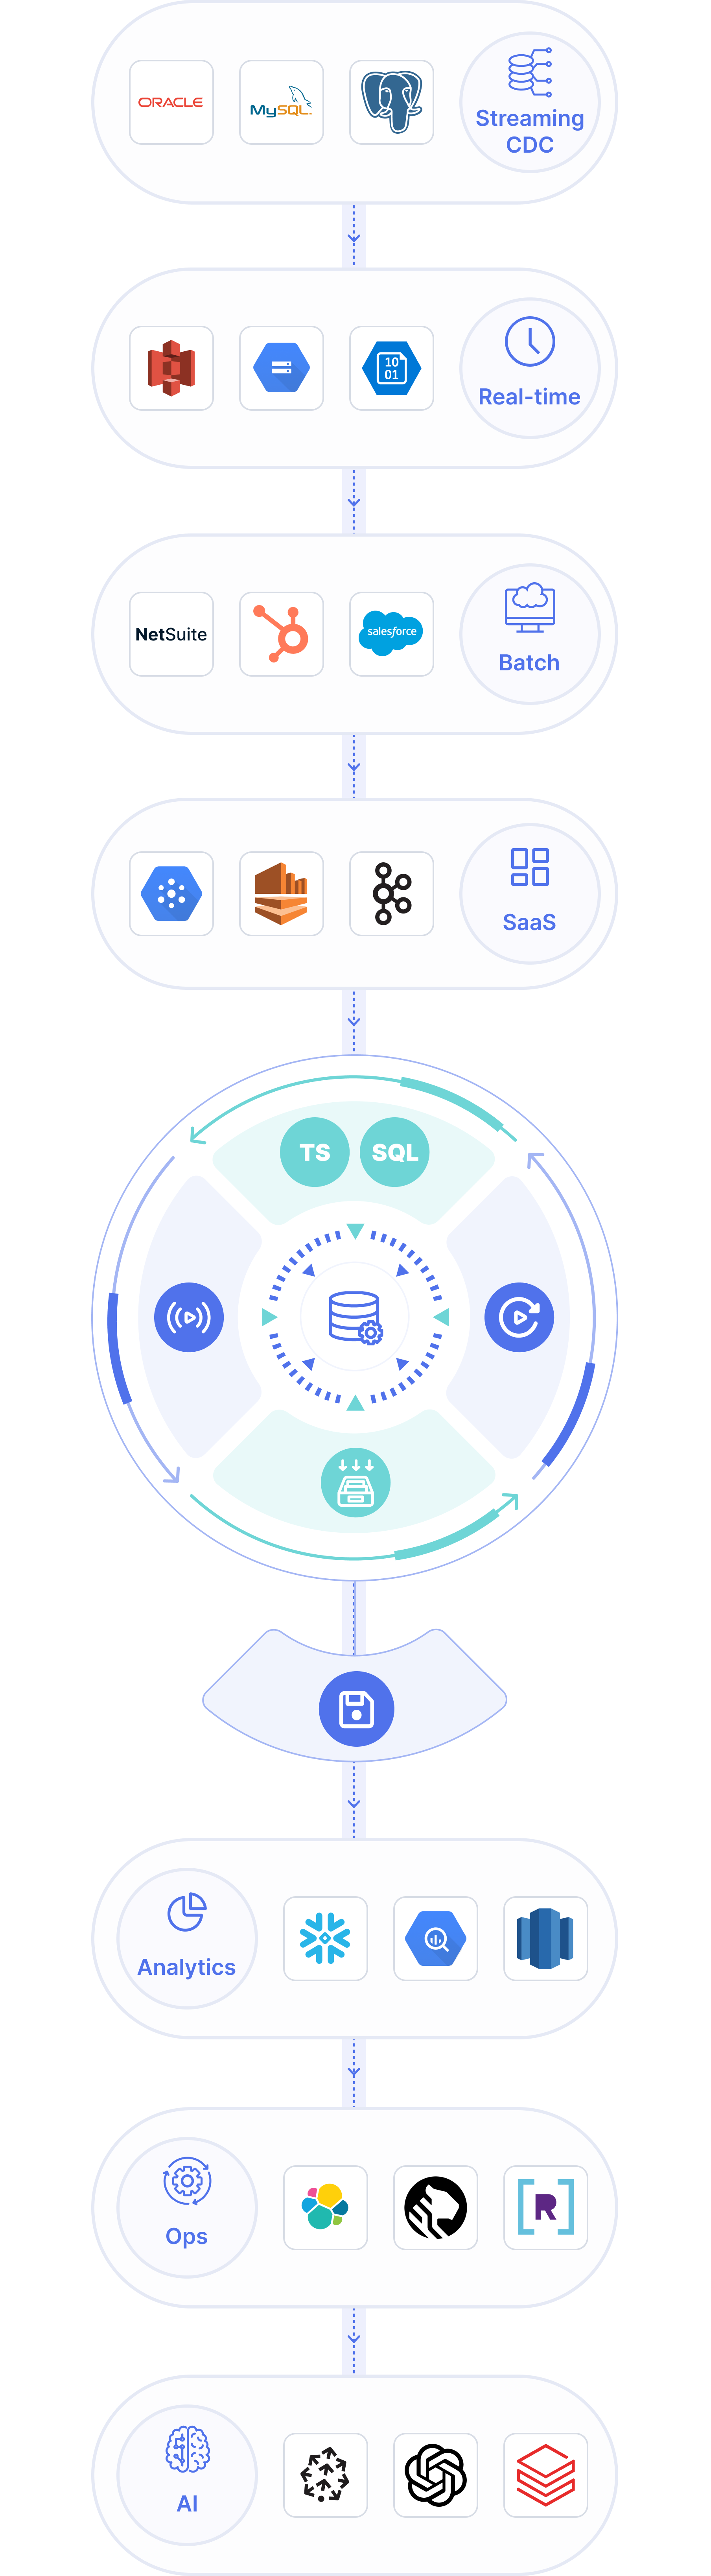 ORACLE
MySQL
Streaming
CDC
10
01
Real-time
NetSuite
salesforce
Batch
SaaS
TS
SQL
Analytics
Ops
[R]
AI